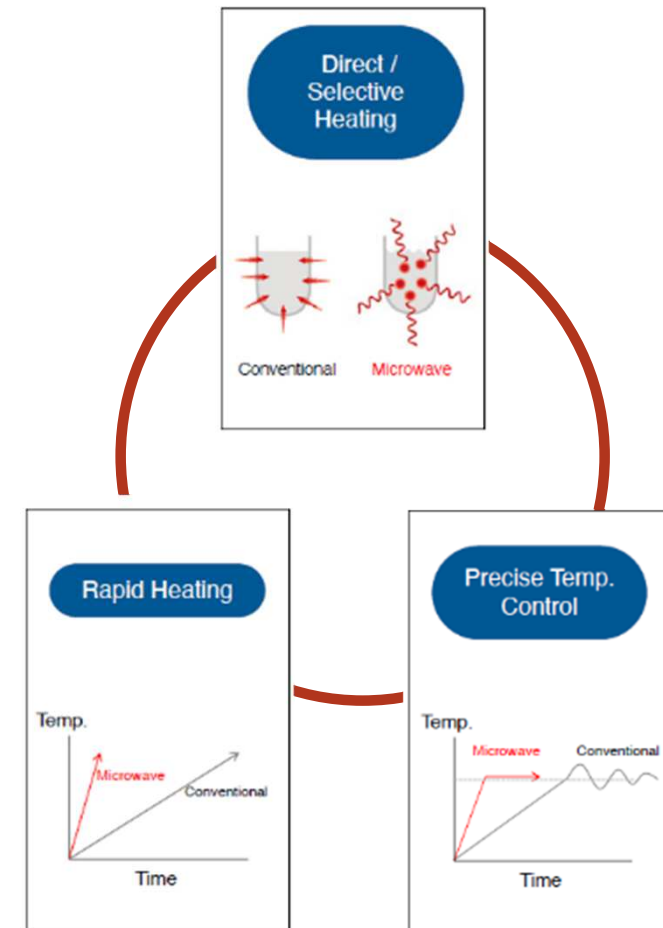 Direct /
Selective
Heating
Conventional Microwave
Rapid Heating
Temp.
Microwave
Conventional
Time
Precise Temp.
Control
Temp.
Microwave Conventional
Time